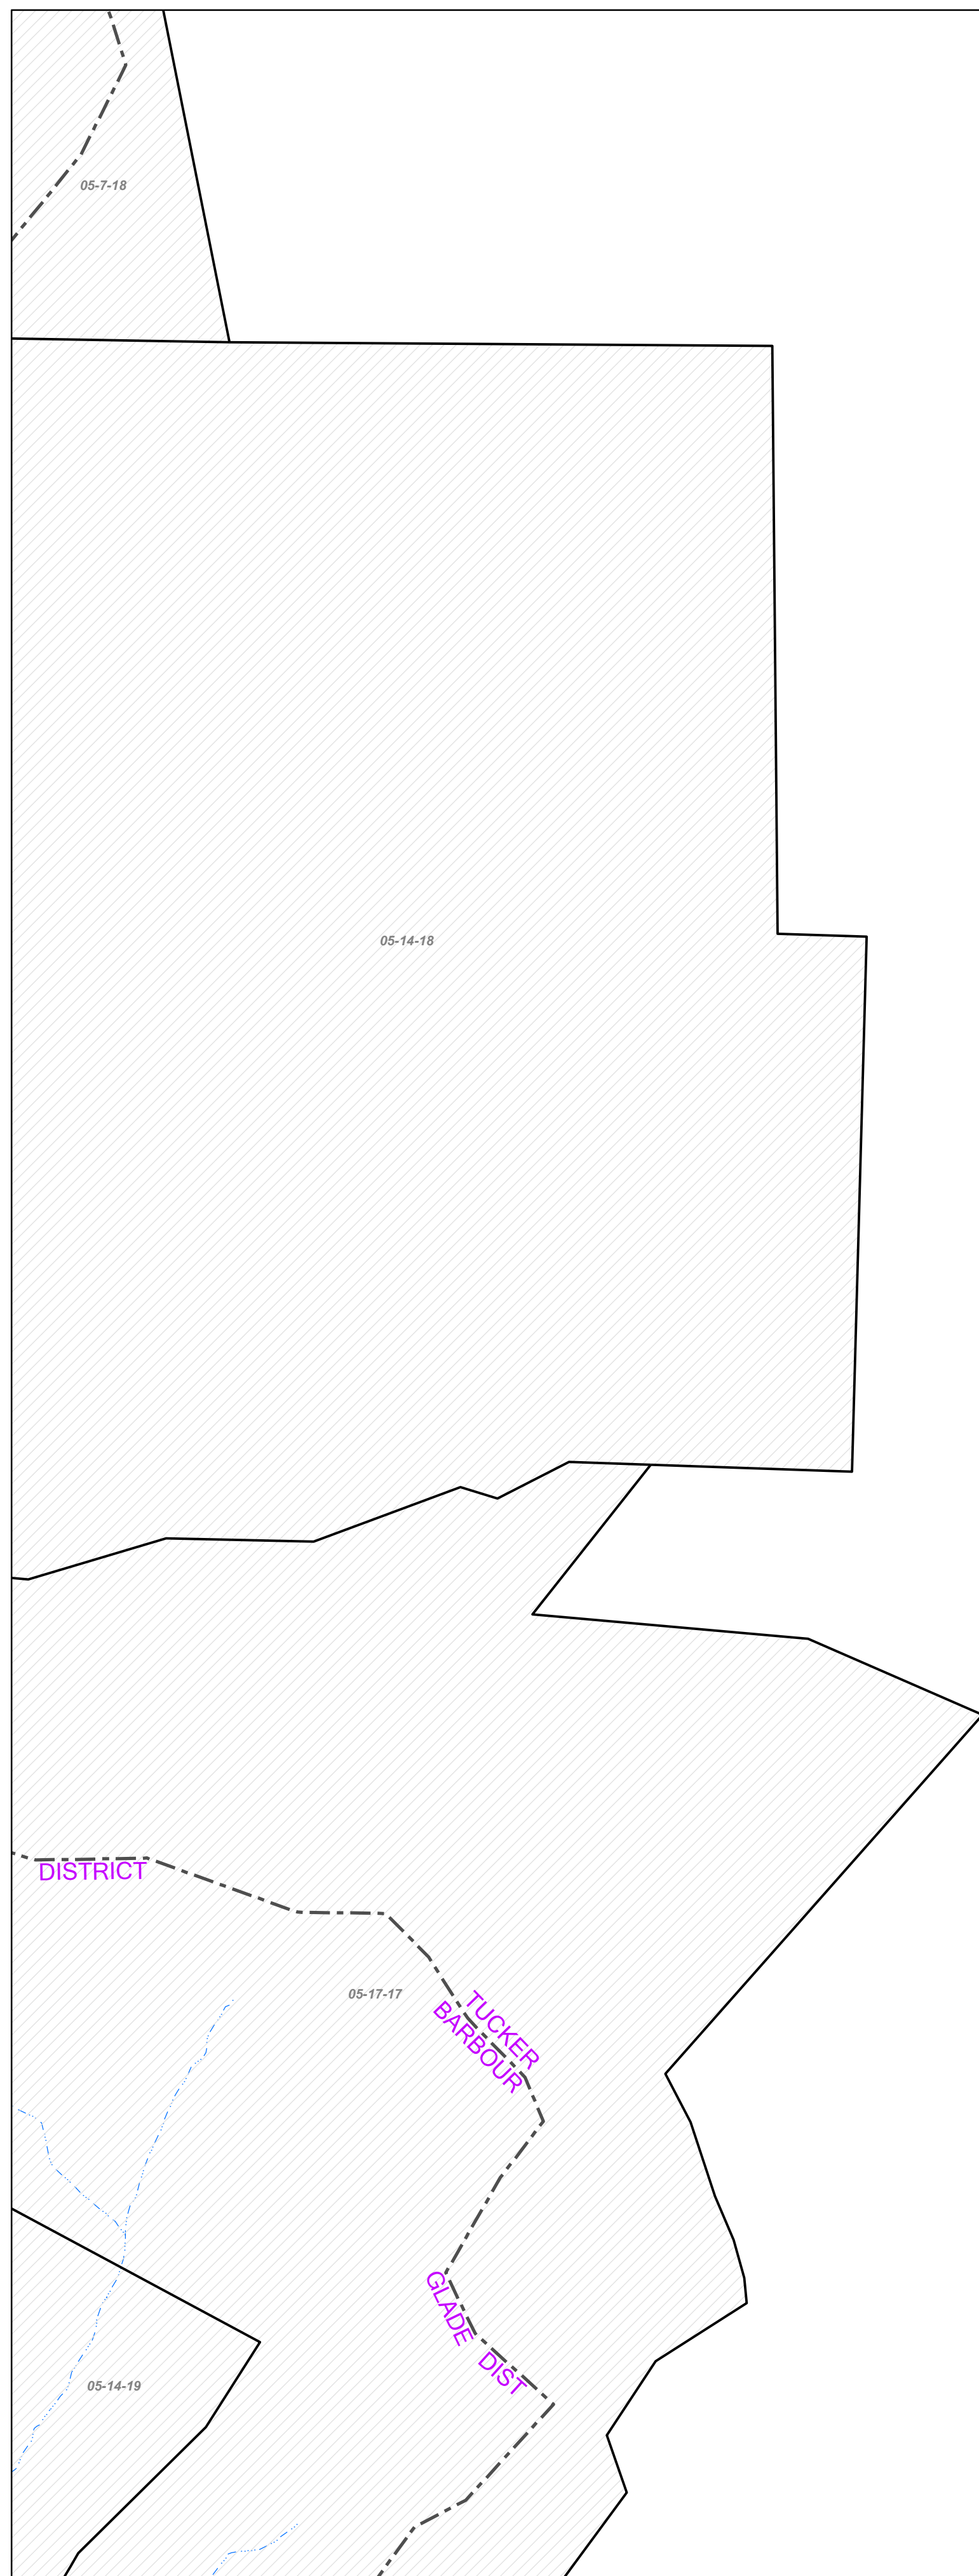 05-7-18
05-14-18
DISTRICT
05-17-17
TUCKER
BARBOUR
GLADE DIST
05-14-19